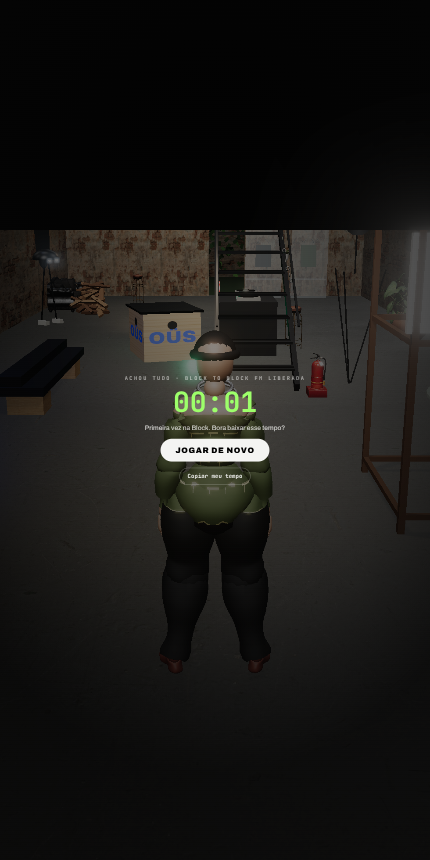 OUS
ACHOU TUDO · BLOCK TO BLOCK FM LIBERADA
00:01
Primeira vez na Block. Bora baixar esse tempo?
JOGAR DE NOVO
Copiar meu tempo